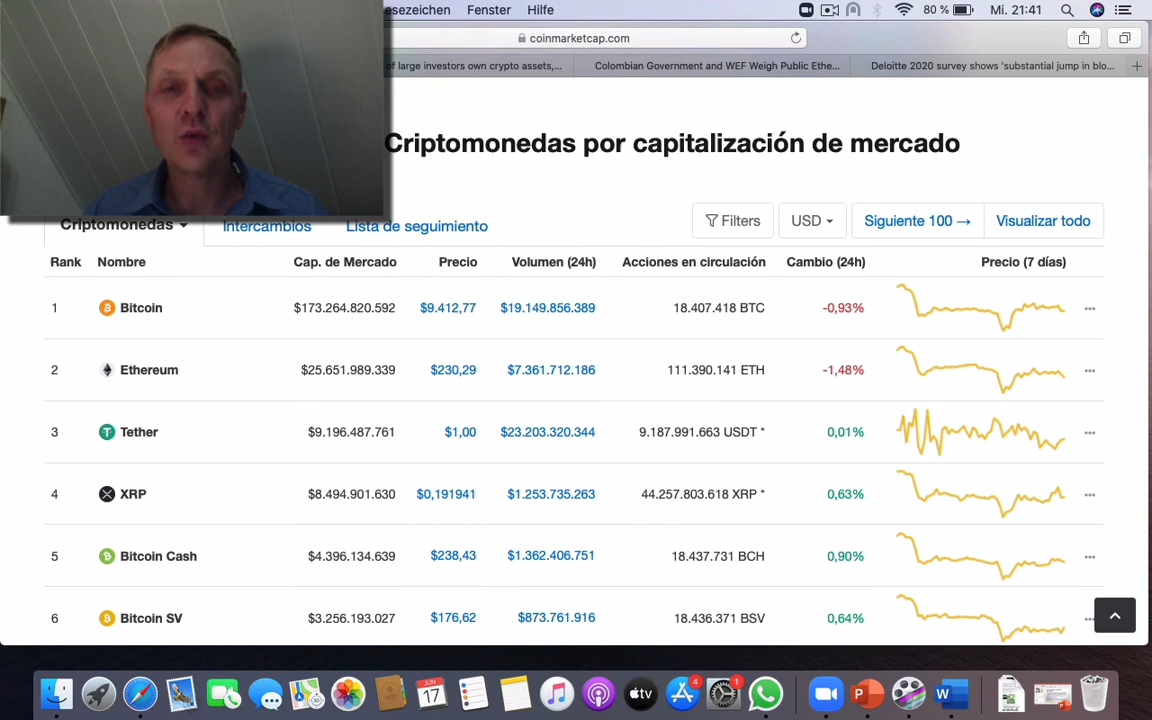 esezeichen Fenster Hilfe 80 % Mi. 21:41
coinmarketcap.com
of large investors own crypto assets,... Colombian Government and WEF Weigh Public Ethe... Deloitte 2020 survey shows 'substantial jump in blo...
Criptomonedas por capitalización de mercado
Criptomonedas Intercambios Lista de seguimiento Filters USD Siguiente 100 → Visualizar todo
Rank Nombre Cap. de Mercado Precio Volumen (24h) Acciones en circulación Cambio (24h) Precio (7 días)
1 Bitcoin $173.264.820.592 $9.412,77 $19.149.856.389 18.407.418 BTC -0,93%
2 Ethereum $25.651.989.339 $230,29 $7.361.712.186 111.390.141 ETH -1,48%
3 Tether $9.196.487.761 $1,00 $23.203.320.344 9.187.991.663 USDT * 0,01%
4 XRP $8.494.901.630 $0,191941 $1.253.735.263 44.257.803.618 XRP * 0,63%
5 Bitcoin Cash $4.396.134.639 $238,43 $1.362.406.751 18.437.731 BCH 0,90%
6 Bitcoin SV $3.256.193.027 $176,62 $873.761.916 18.436.371 BSV 0,64%
JUN
17 tv 4 1 P W